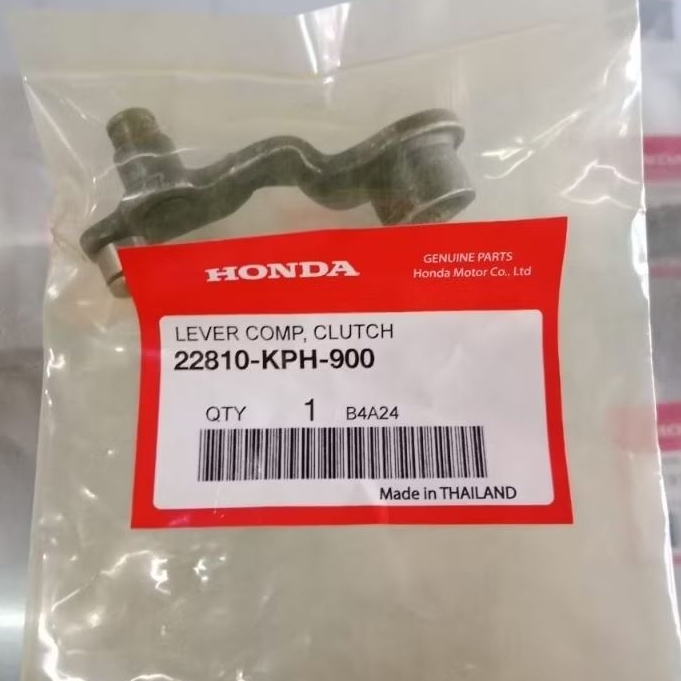 HONDA
GENUINE PARTS
Honda Motor Co., Ltd
LEVER COMP, CLUTCH
22810-KPH-900
QTY 1 B4A24
Made in THAILAND
HONDA